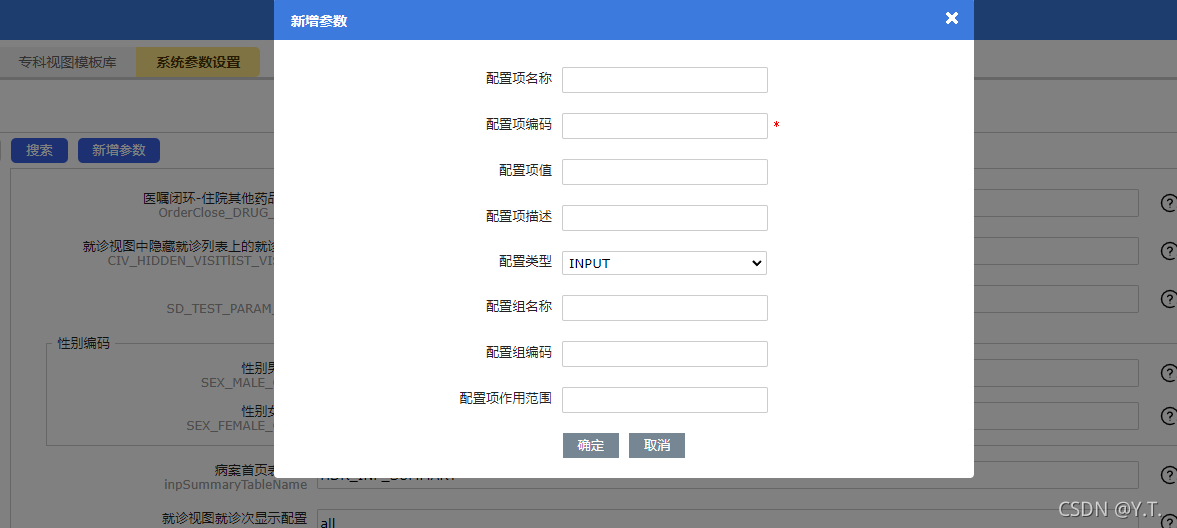 新增参数
专科视图模板库
系统参数设置
配置项名称
配置项编码
*
搜索
新增参数
配置项值
医嘱闭环-住院其他药品
OrderClose_DRUG_
配置项描述
就诊视图中隐藏就诊列表上的就诊
CIV_HIDDEN_VISITlIST_VIS
配置类型
INPUT
SD_TEST_PARAM_
配置组名称
性别编码
配置组编码
性别男
SEX_MALE_
配置项作用范围
性别女
SEX_FEMALE_
确定
取消
病案首页表
inpSummaryTableName
HDR_INP_SUMMARY
就诊视图就诊次显示配置
all
CSDN @Y.T.